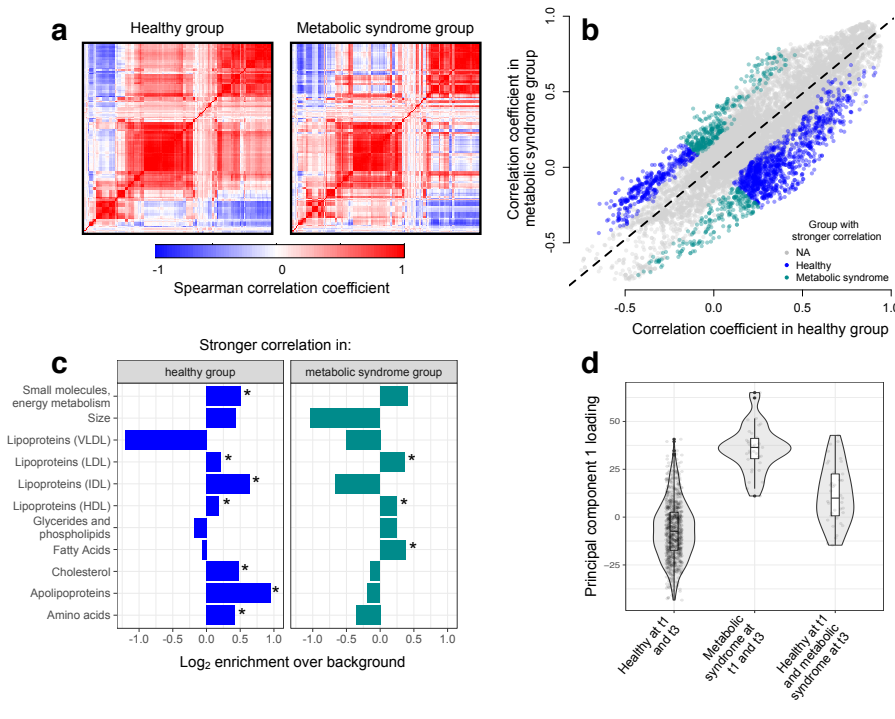 a
Healthy group
Metabolic syndrome group
-1
0
1
Spearman correlation coefficient
b
Correlation coefficient in
metabolic syndrome group
1.0
0.5
0.0
-0.5
Group with
stronger correlation
NA
Healthy
Metabolic syndrome
-0.5
0.0
0.5
1.0
Correlation coefficient in healthy group
c
Stronger correlation in:
healthy group
metabolic syndrome group
Small molecules,
energy metabolism
*
Size
Lipoproteins (VLDL)
Lipoproteins (LDL)
* *
Lipoproteins (IDL)
*
Lipoproteins (HDL)
* *
Glycerides and
phospholipids
Fatty Acids
*
Cholesterol
*
Apolipoproteins
*
Amino acids
*
-1.0 -0.5 0.0 0.5 1.0
-1.0 -0.5 0.0 0.5 1.0
Log2 enrichment over background
d
Principal component 1 loading
50
25
0
−25
Healthy at t1
and t3
Metabolic
syndrome at
t1 and t3
Healthy at t1
and metabolic
syndrome at t3